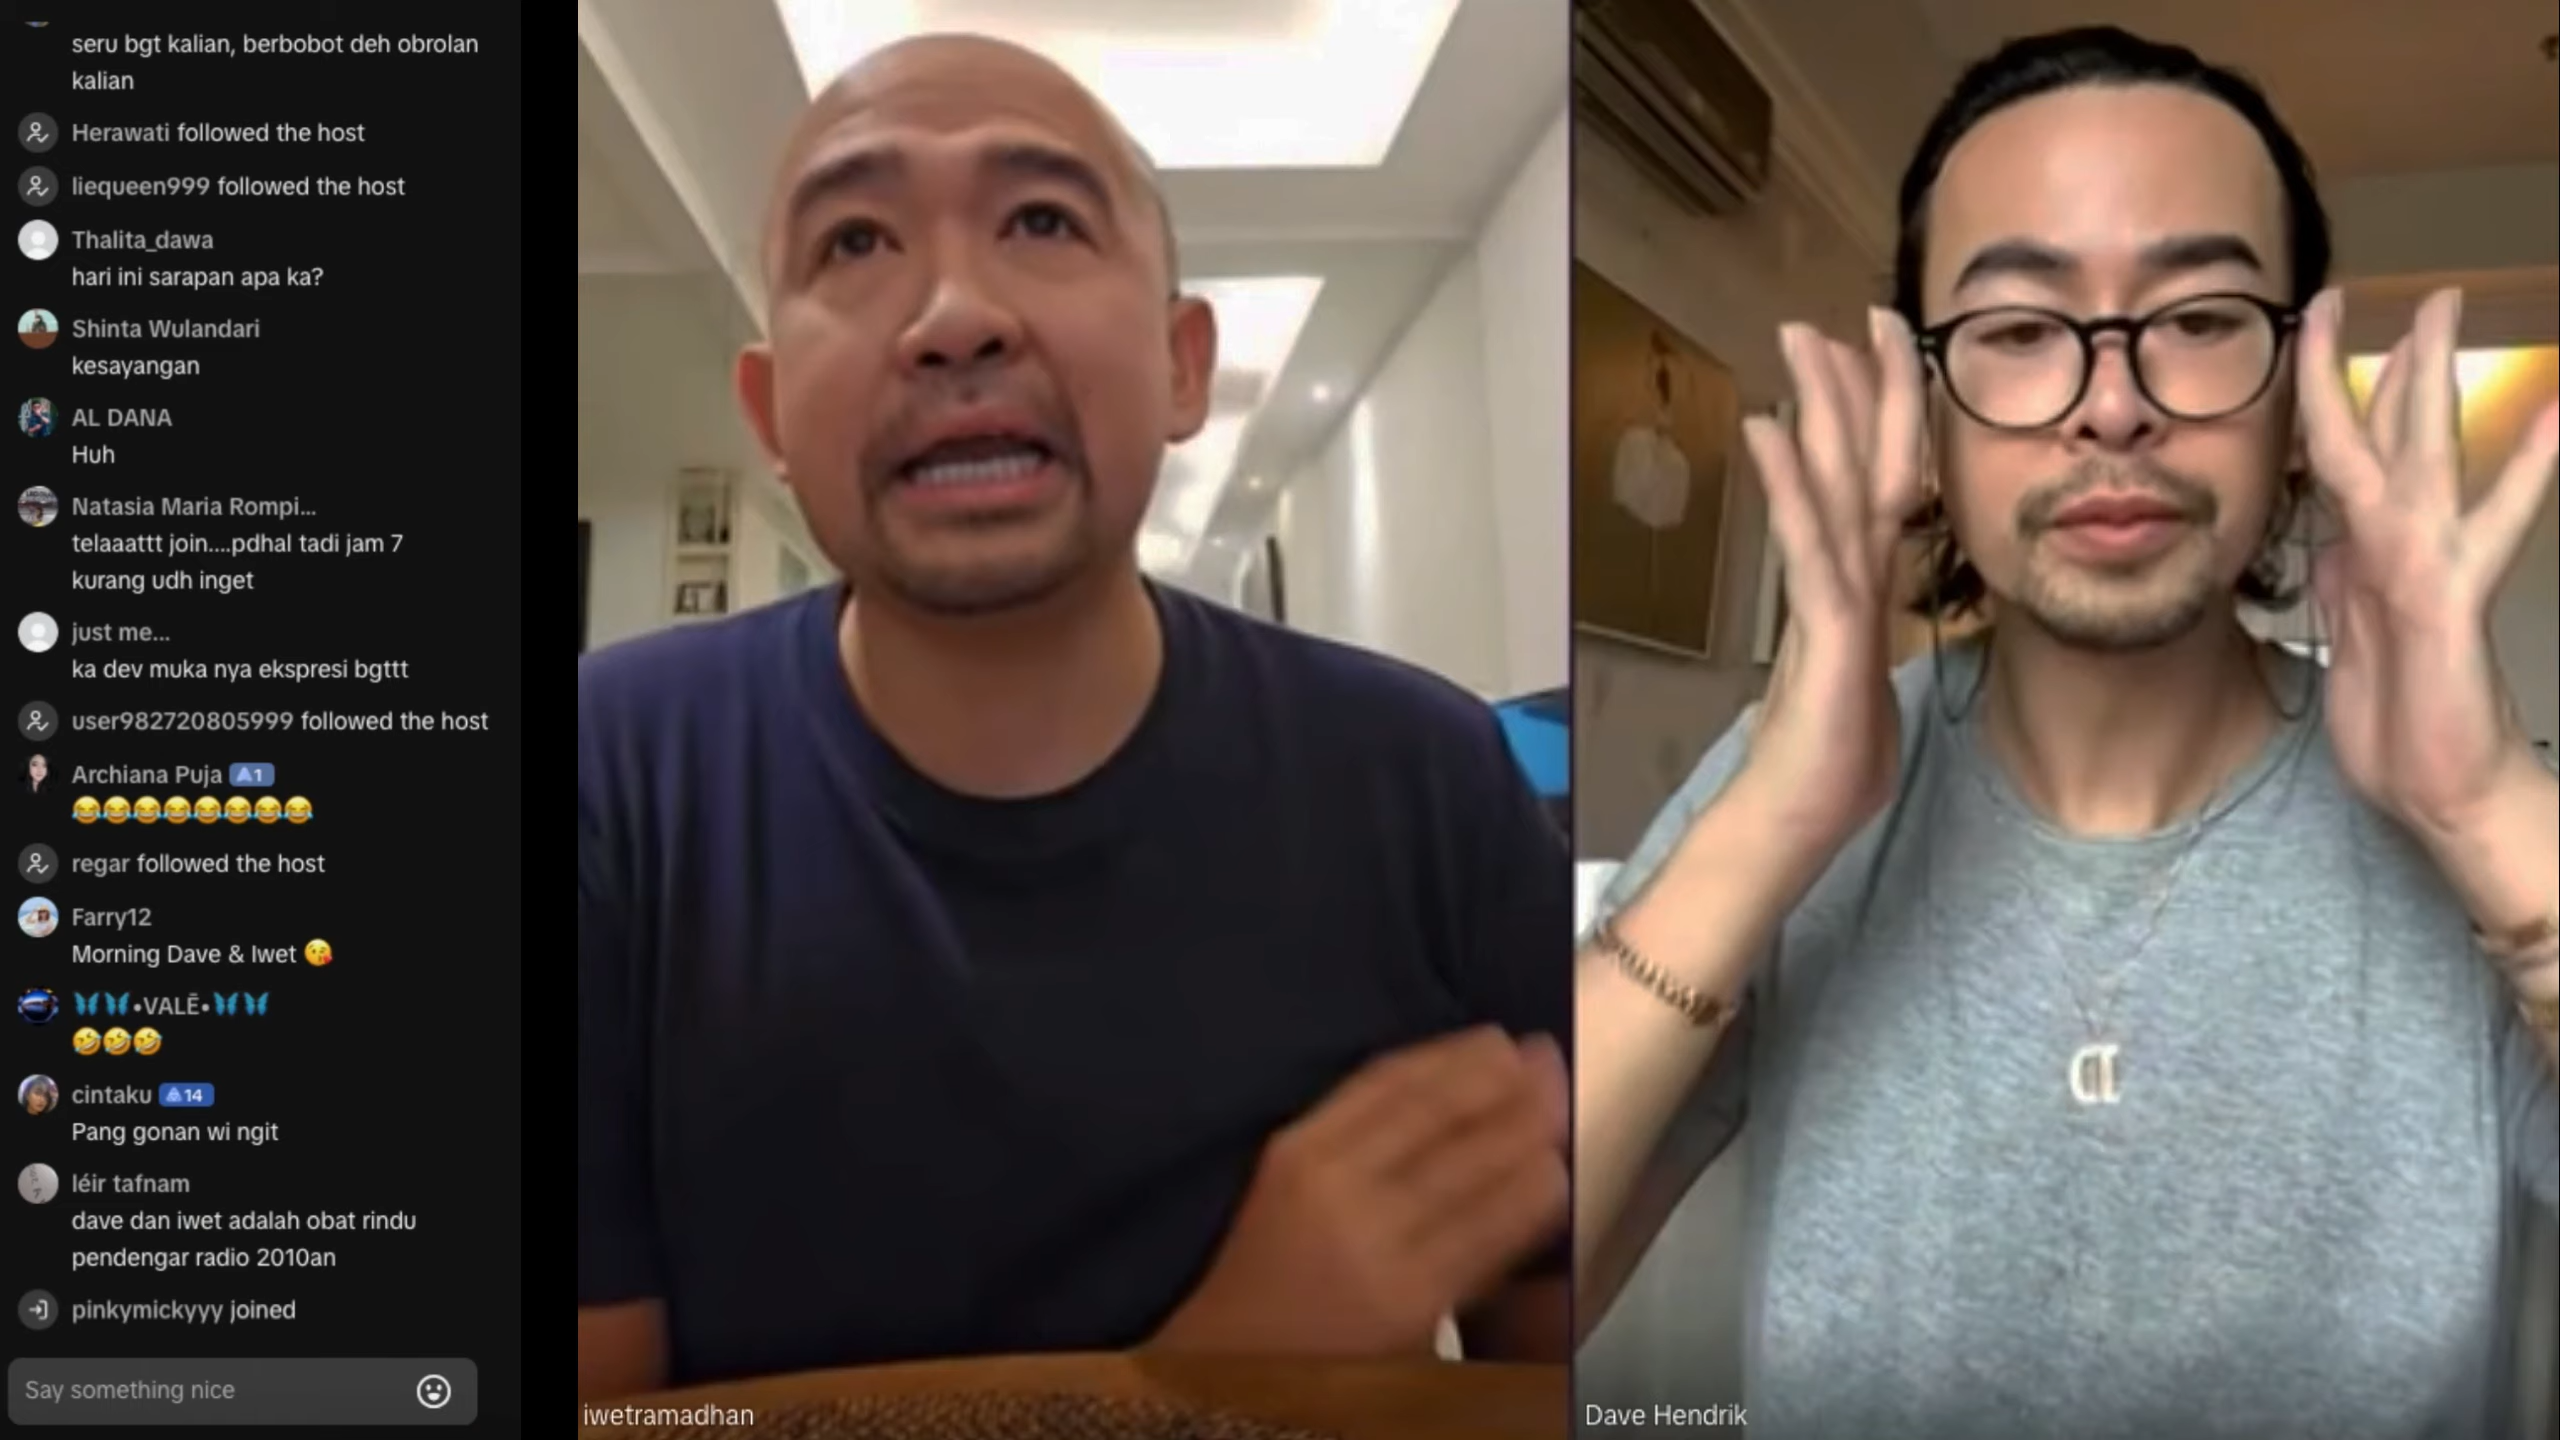 seru bgt kalian, berbobot deh obrolan
kalian
Herawati followed the host
liequeen999 followed the host
Thalita_dawa
hari ini sarapan apa ka?
Shinta Wulandari
kesayangan
AL DANA
Huh
Natasia Maria Rompi...
telaaattt join....pdhal tadi jam 7
kurang udh inget
just me...
ka dev muka nya ekspresi bgttt
user982720805999 followed the host
Archiana Puja 1
😂😂😂😂😂😂😂😂
regar followed the host
Farry12
Morning Dave & Iwet 😘
🦋🦋•VALĒ•🦋🦋
🤣🤣🤣
cintaku 14
Pang gonan wi ngit
léir tafnam
dave dan iwet adalah obat rindu
pendengar radio 2010an
pinkymickyyy joined
Say something nice
iwetramadhan
Dave Hendrik